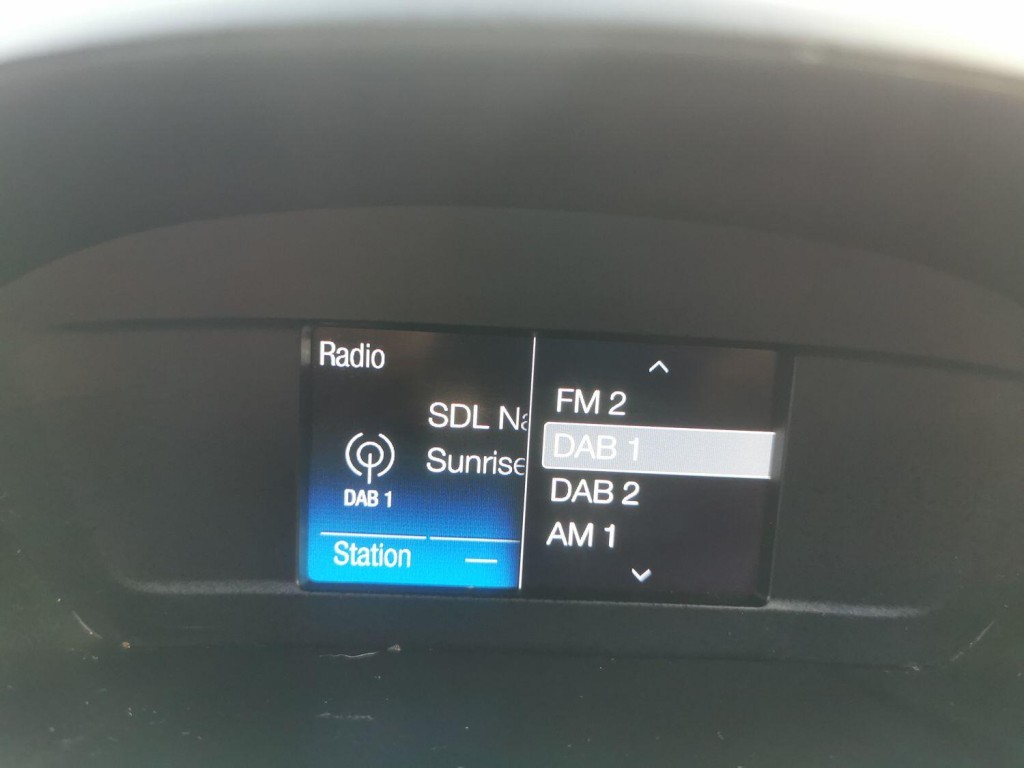 Radio
SDL Na
Sunrise
DAB 1
Station
FM 2
DAB 1
DAB 2
AM 1